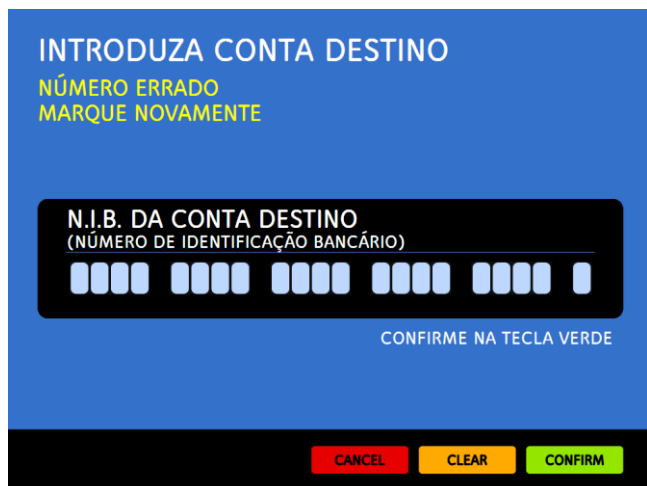 INTRODUZA CONTA DESTINO
NÚMERO ERRADO
MARQUE NOVAMENTE
N.I.B. DA CONTA DESTINO
(NÚMERO DE IDENTIFICAÇÃO BANCÁRIO)
CONFIRME NA TECLA VERDE
CANCEL CLEAR CONFIRM